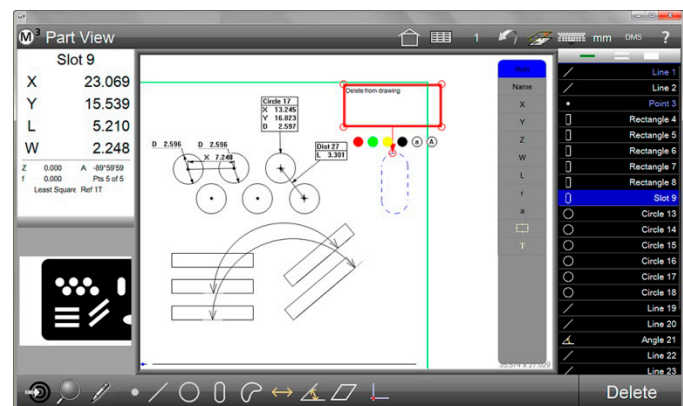 M³ Part View
1
mm
DMS
?
Slot 9
X 23.069
Y 15.539
L 5.210
W 2.248
Z 0.000 A -89°59'59
f 0.000 Pts 5 of 5
Least Square Ref 1T
Circle 17
X 13.245
Y 16.823
D 2.597
Delete from drawing
a
A
D 2.596 D 2.596
X 7.248
Dist 27
L 3.301
Name
X
Y
Z
W
L
r
a
T
Line 1
Line 2
Point 3
Rectangle 4
Rectangle 5
Rectangle 6
Rectangle 7
Rectangle 8
Slot 9
Circle 13
Circle 14
Circle 15
Circle 16
Circle 17
Circle 18
Line 19
Line 20
Angle 21
Line 22
Line 23
Delete